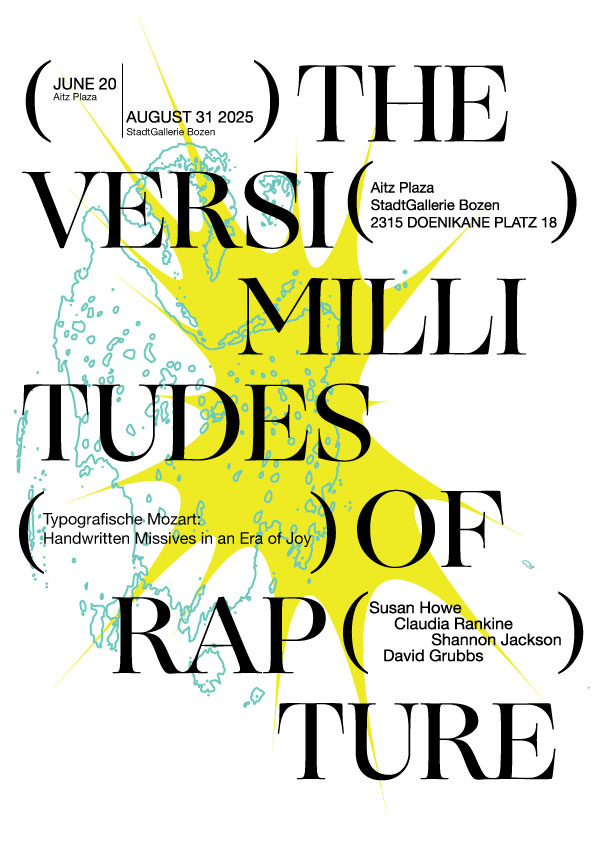 (JUNE 20
Aitz Plaza
AUGUST 31 2025
StadtGallerie Bozen)
THE
VERSI
(Aitz Plaza
StadtGallerie Bozen
2315 DOENIKANE PLATZ 18)
MILLI
TUDES
(Typografische Mozart:
Handwritten Missives in an Era of Joy)
OF
RAP
(Susan Howe
Claudia Rankine
Shannon Jackson
David Grubbs)
TURE